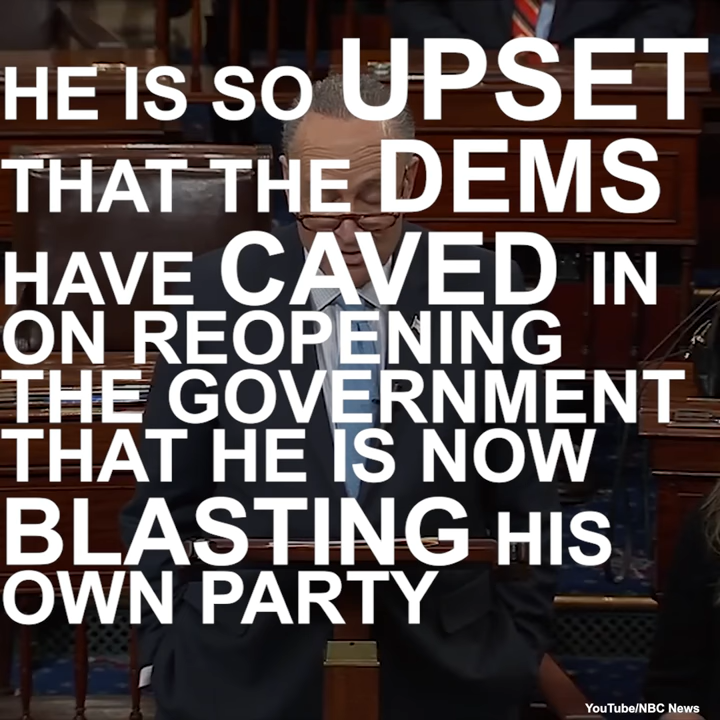 HE IS SO UPSET
THAT THE DEMS
HAVE CAVED IN
ON REOPENING
THE GOVERNMENT
THAT HE IS NOW
BLASTING HIS
OWN PARTY
YouTube/NBC News